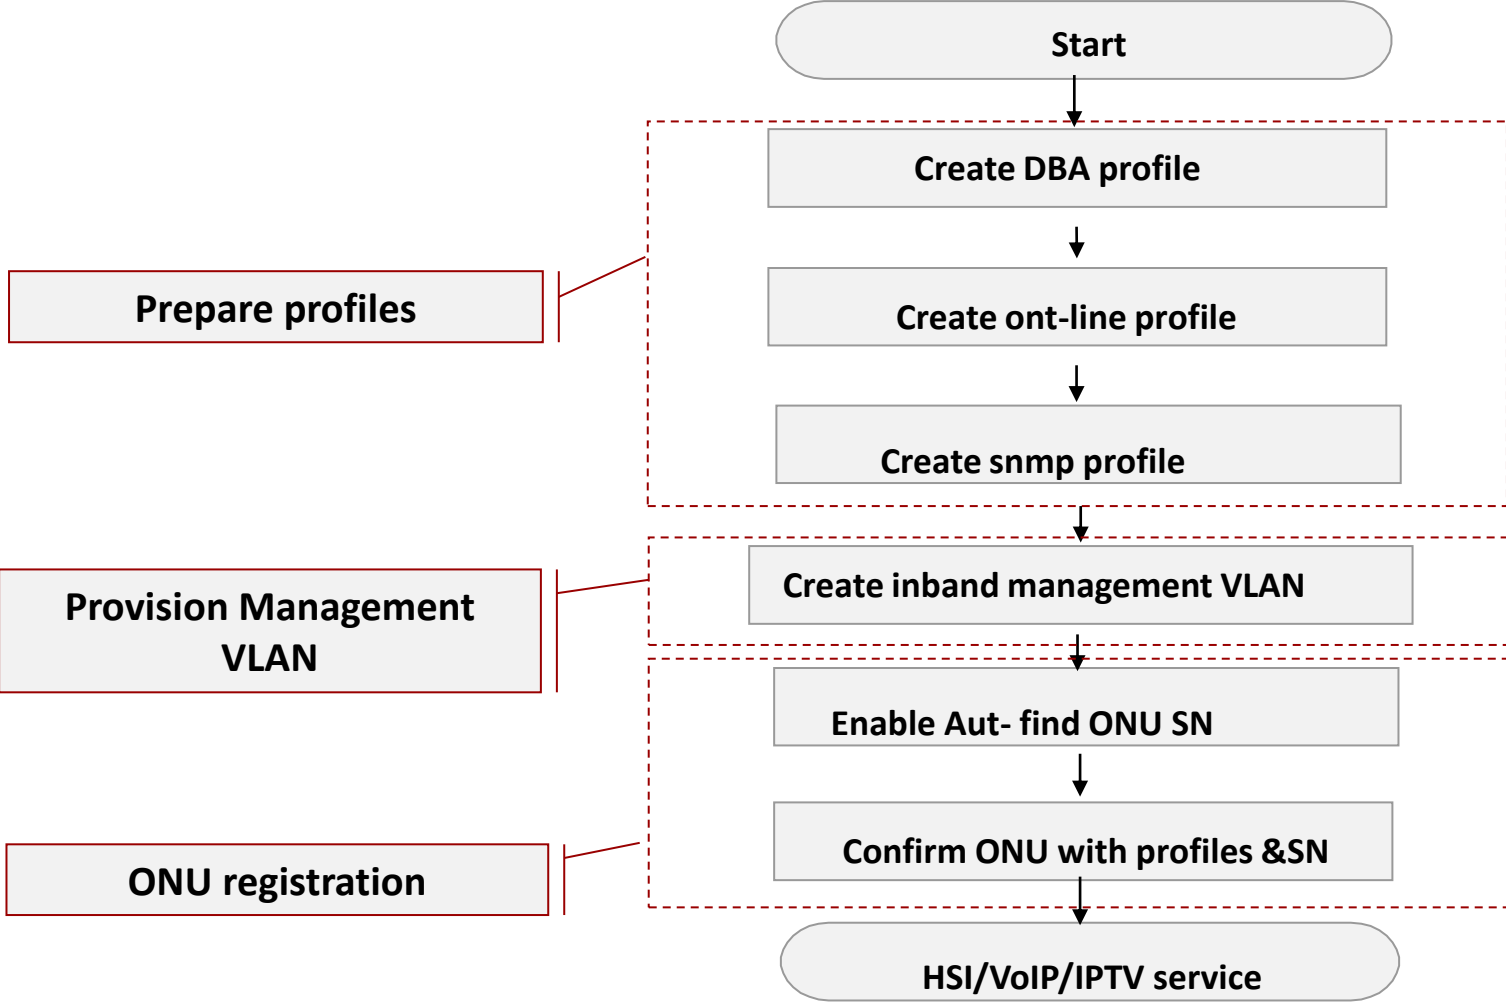 Start
Create DBA profile
Prepare profiles
Create ont-line profile
Create snmp profile
Provision Management
VLAN
Create inband management VLAN
Enable Aut- find ONU SN
ONU registration
Confirm ONU with profiles &SN
HSI/VoIP/IPTV service